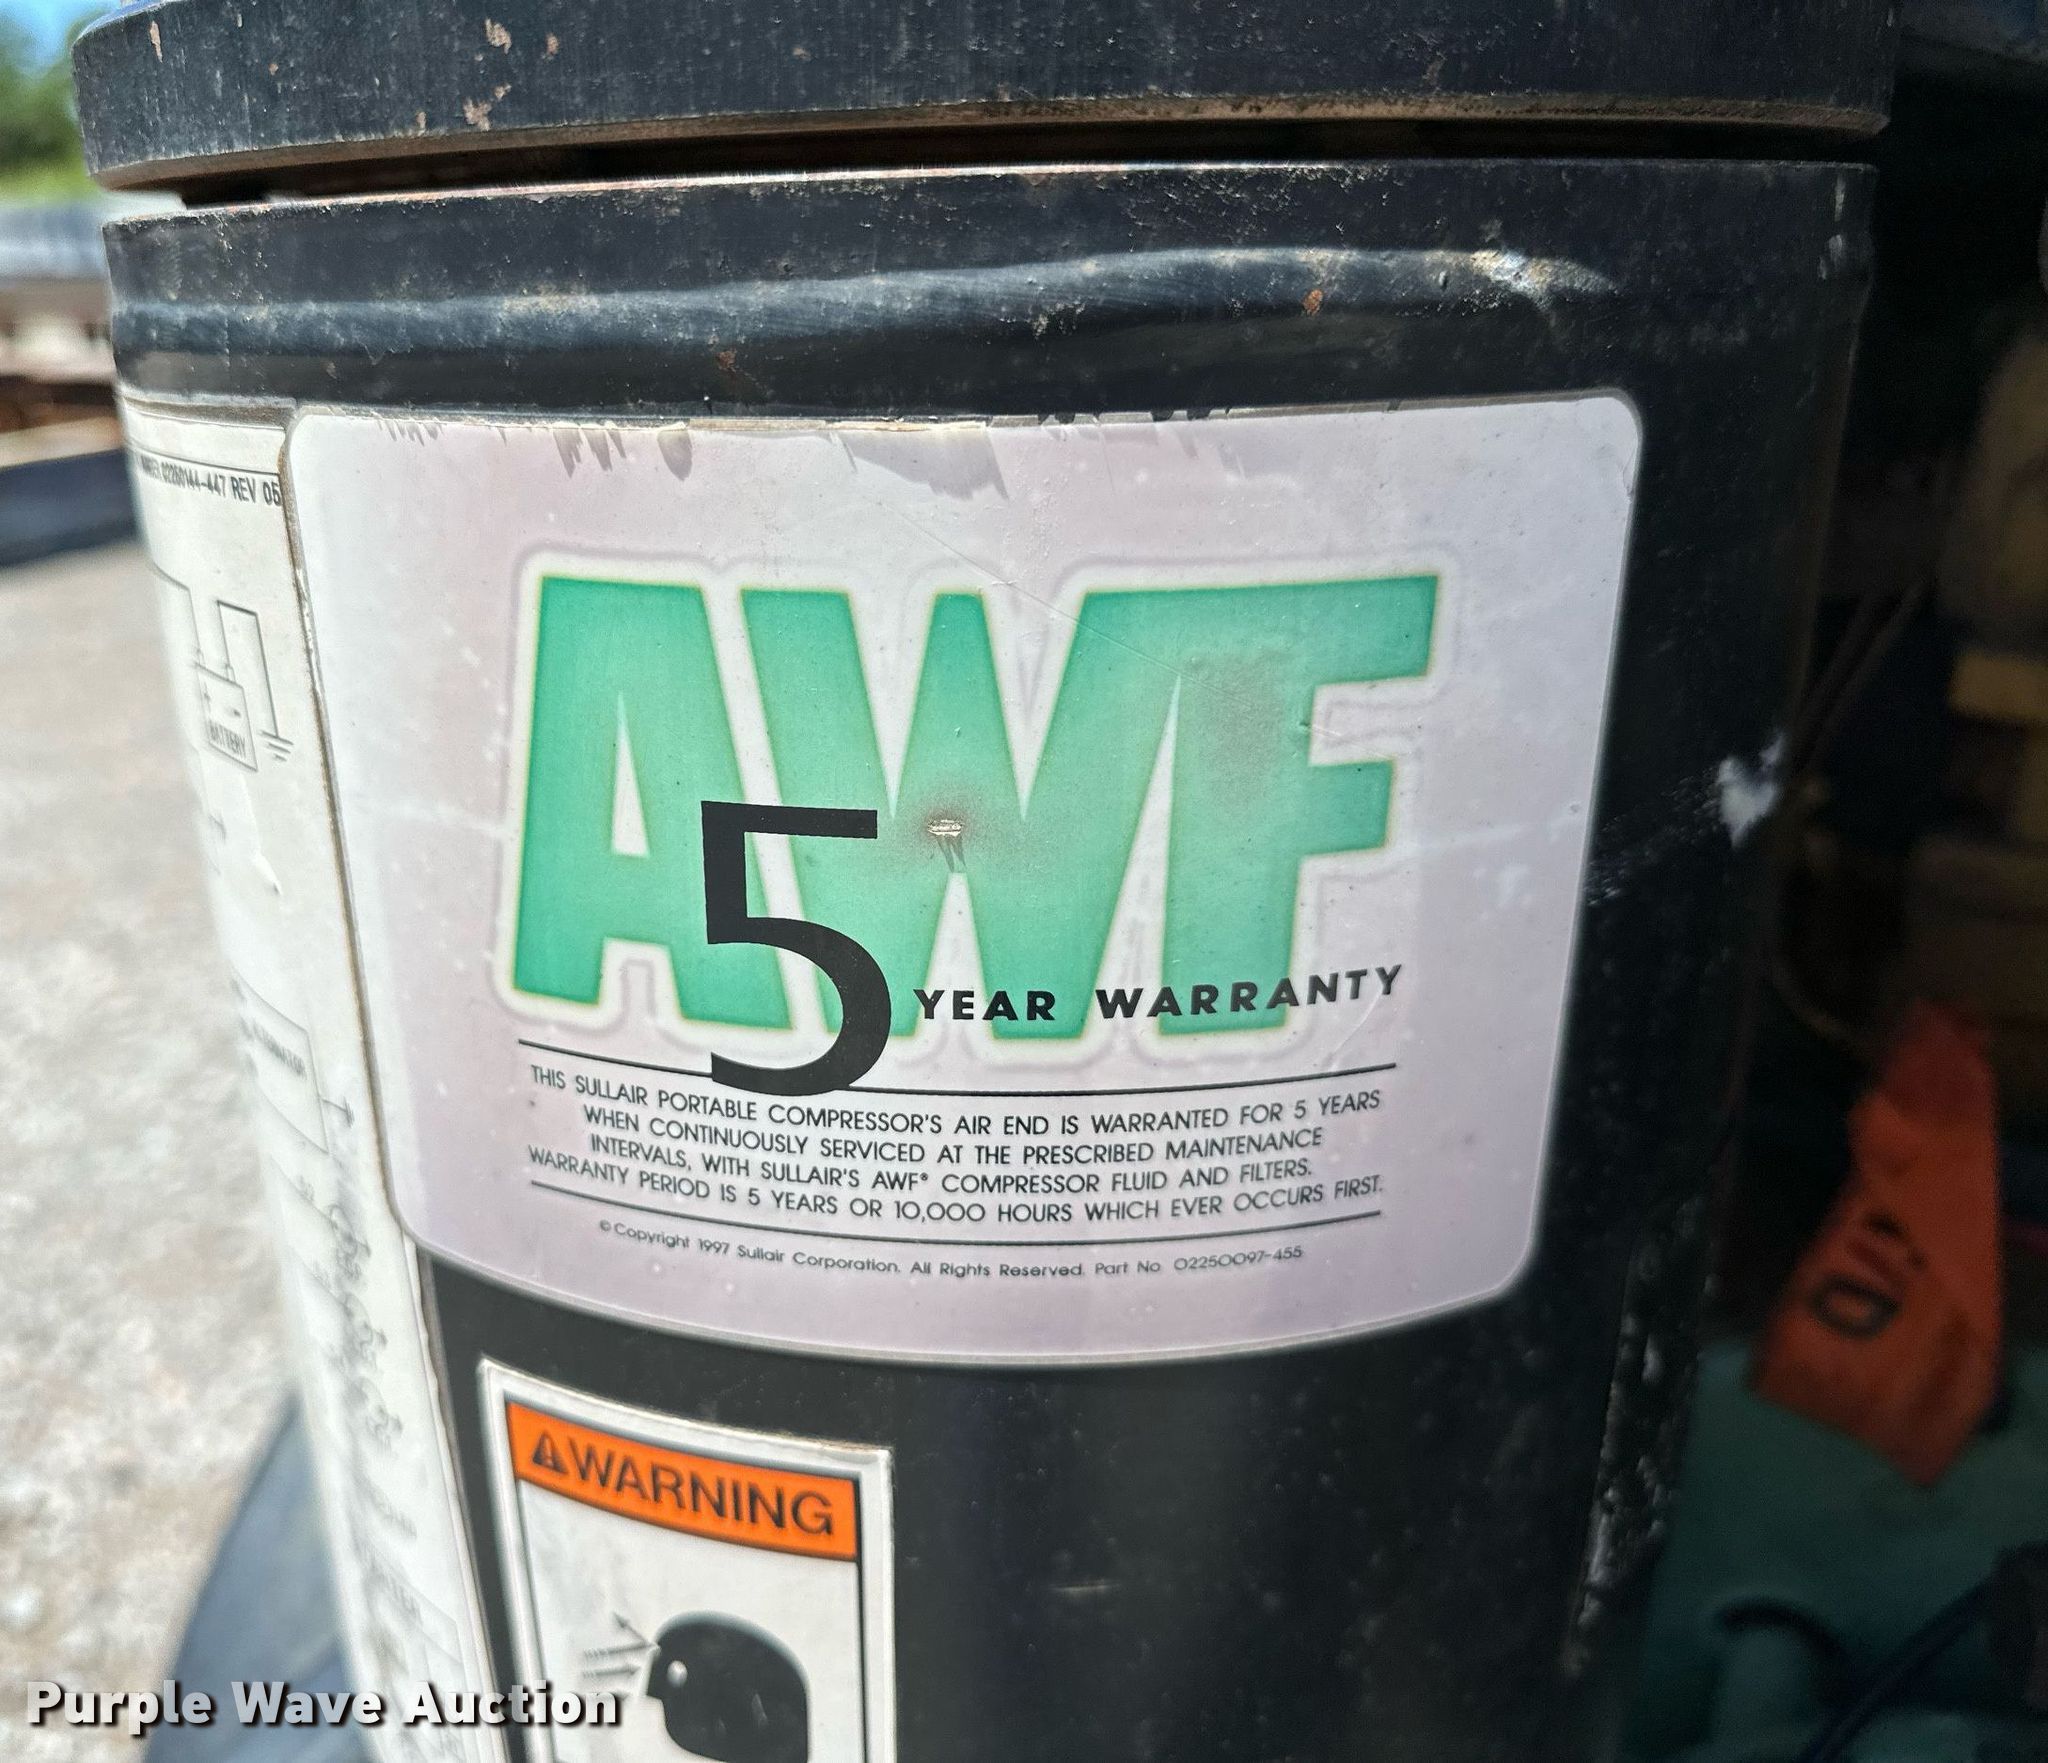 02250144-447 REV 05
BATTERY
AWF
5 YEAR WARRANTY
THIS SULLAIR PORTABLE COMPRESSOR'S AIR END IS WARRANTED FOR 5 YEARS
WHEN CONTINUOUSLY SERVICED AT THE PRESCRIBED MAINTENANCE
INTERVALS, WITH SULLAIR'S AWF® COMPRESSOR FLUID AND FILTERS.
WARRANTY PERIOD IS 5 YEARS OR 10,000 HOURS WHICH EVER OCCURS FIRST.
© Copyright 1997 Sullair Corporation. All Rights Reserved. Part No. 02250097-455
WARNING
Purple Wave Auction